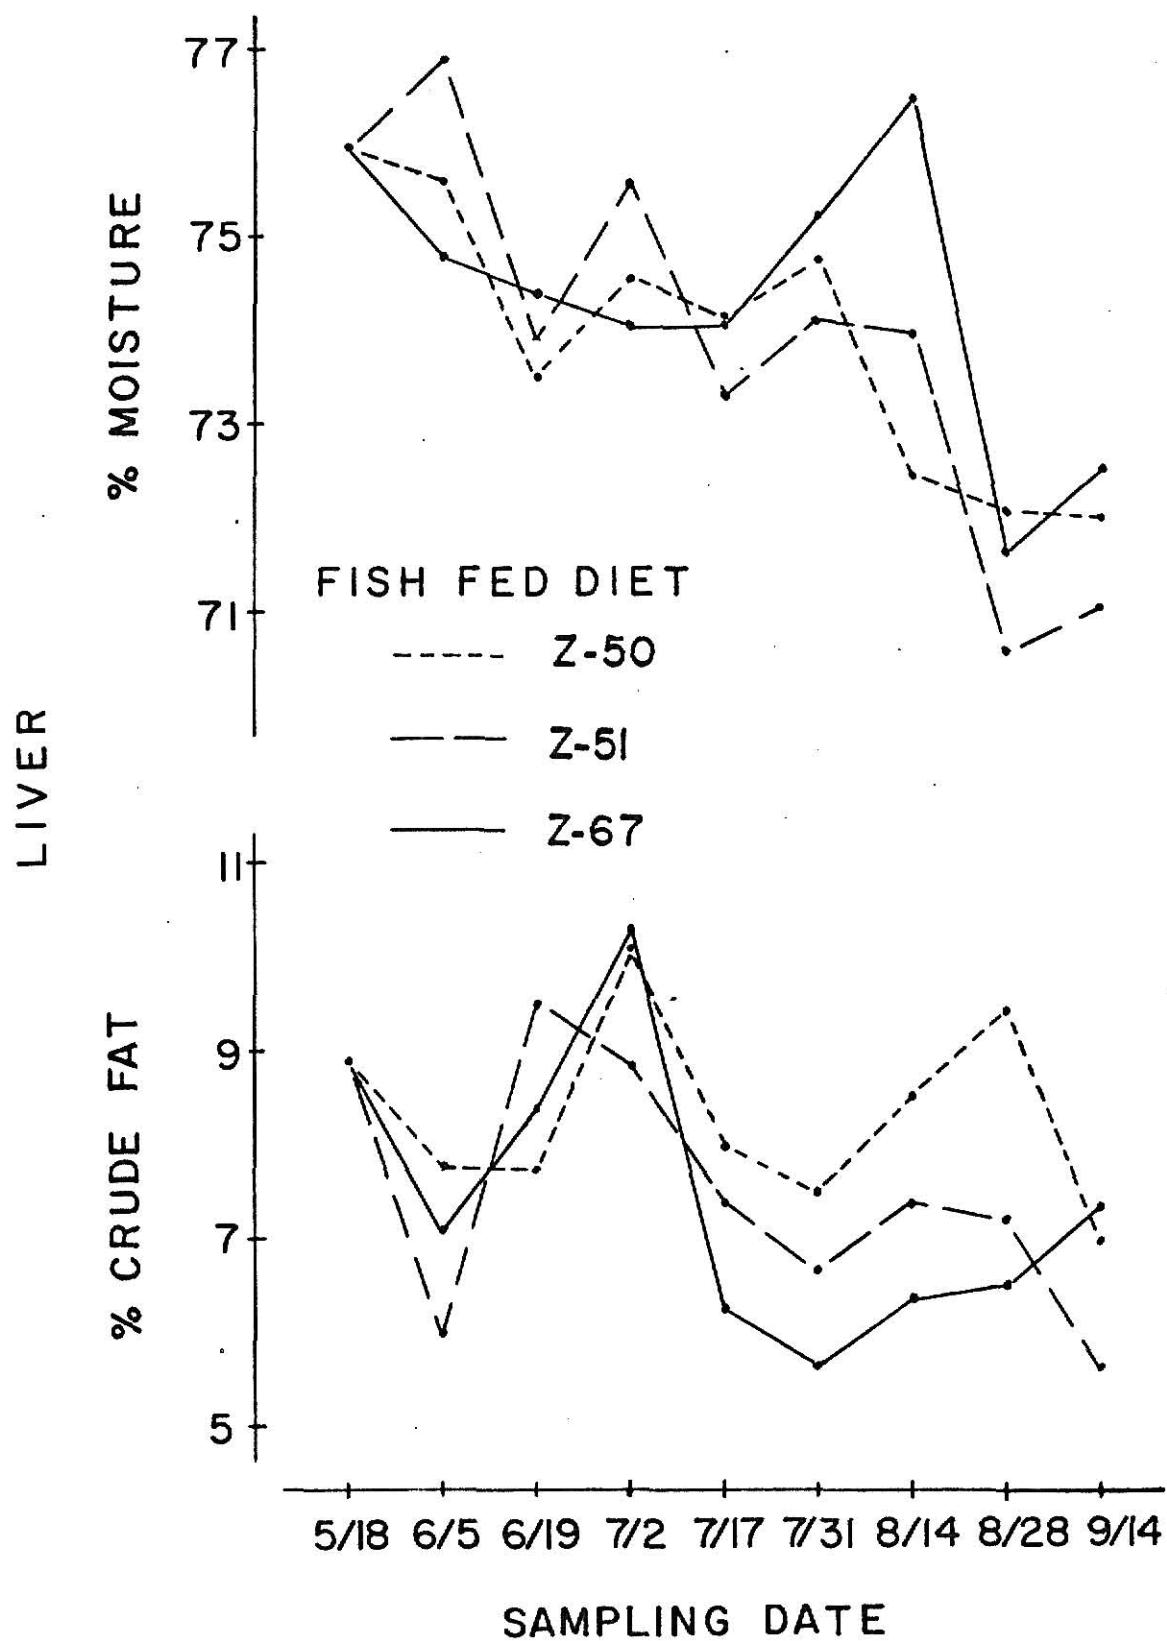 LIVER
% MOISTURE
77
75
73
71
FISH FED DIET
Z-50
Z-51
Z-67
% CRUDE FAT
11
9
7
5
5/18 6/5 6/19 7/2 7/17 7/31 8/14 8/28 9/14
SAMPLING DATE